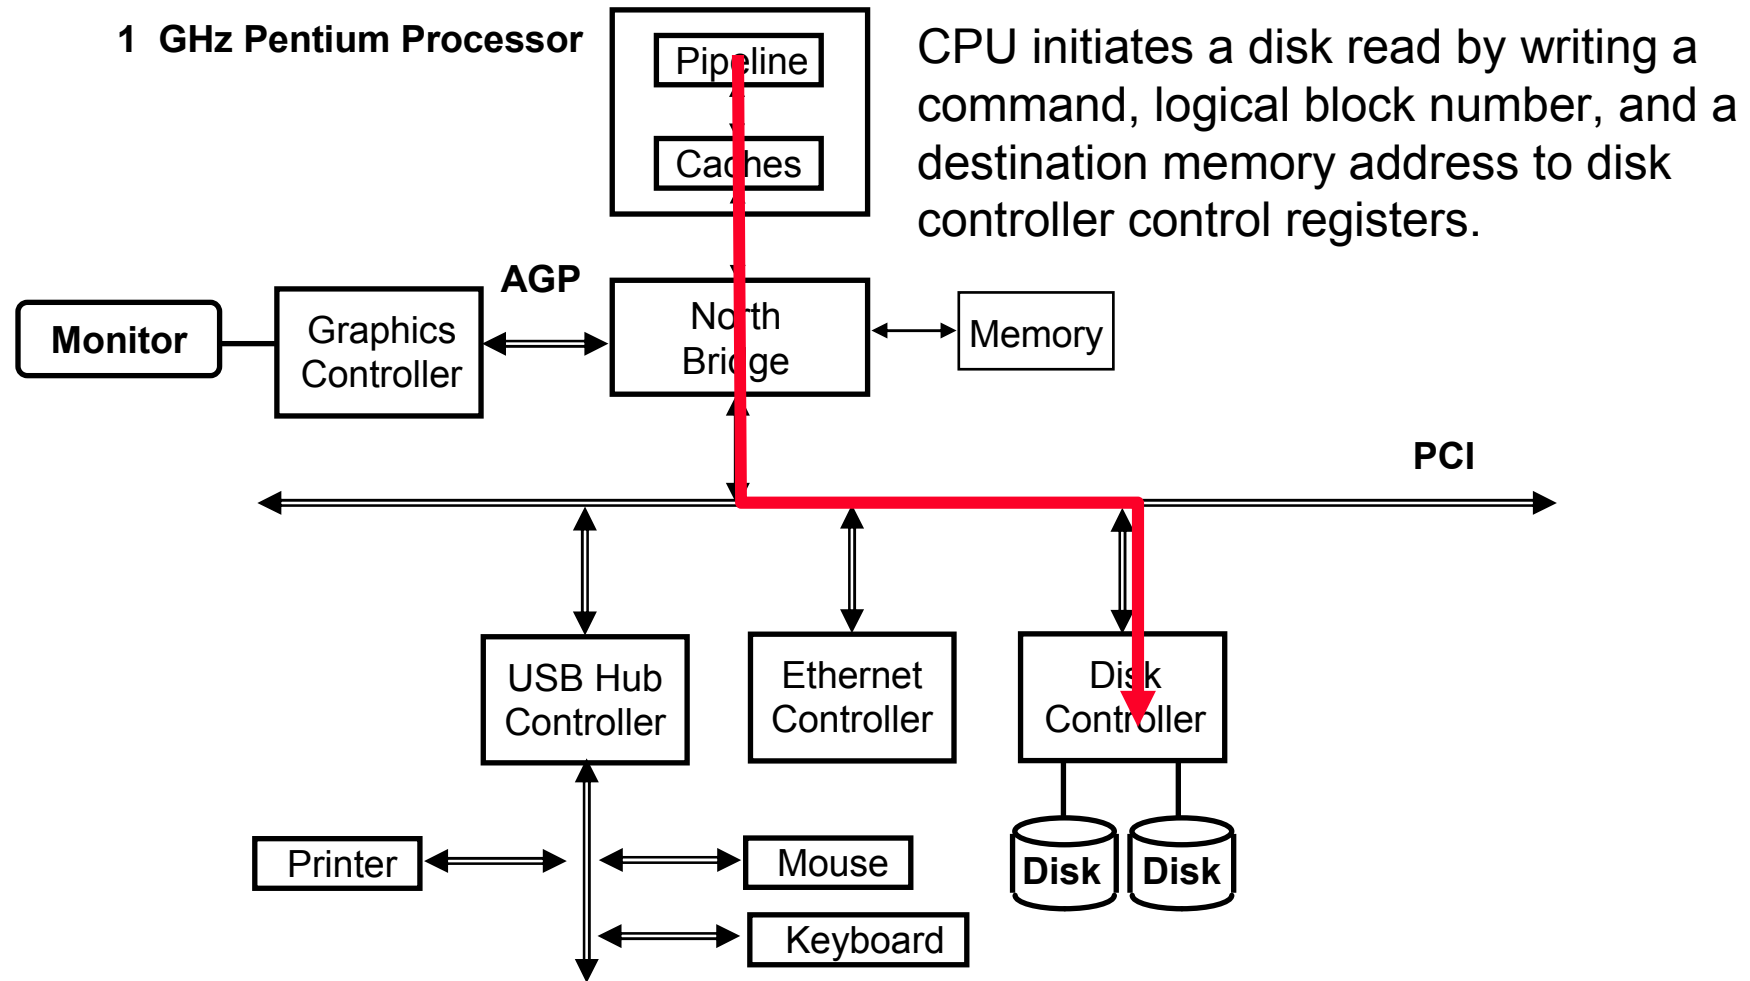 1 GHz Pentium Processor
Pipeline
Caches
CPU initiates a disk read by writing a
command, logical block number, and a
destination memory address to disk
controller control registers.
AGP
Monitor
Graphics
Controller
North
Bridge
Memory
PCI
USB Hub
Controller
Ethernet
Controller
Disk
Controller
Printer
Mouse
Disk
Disk
Keyboard